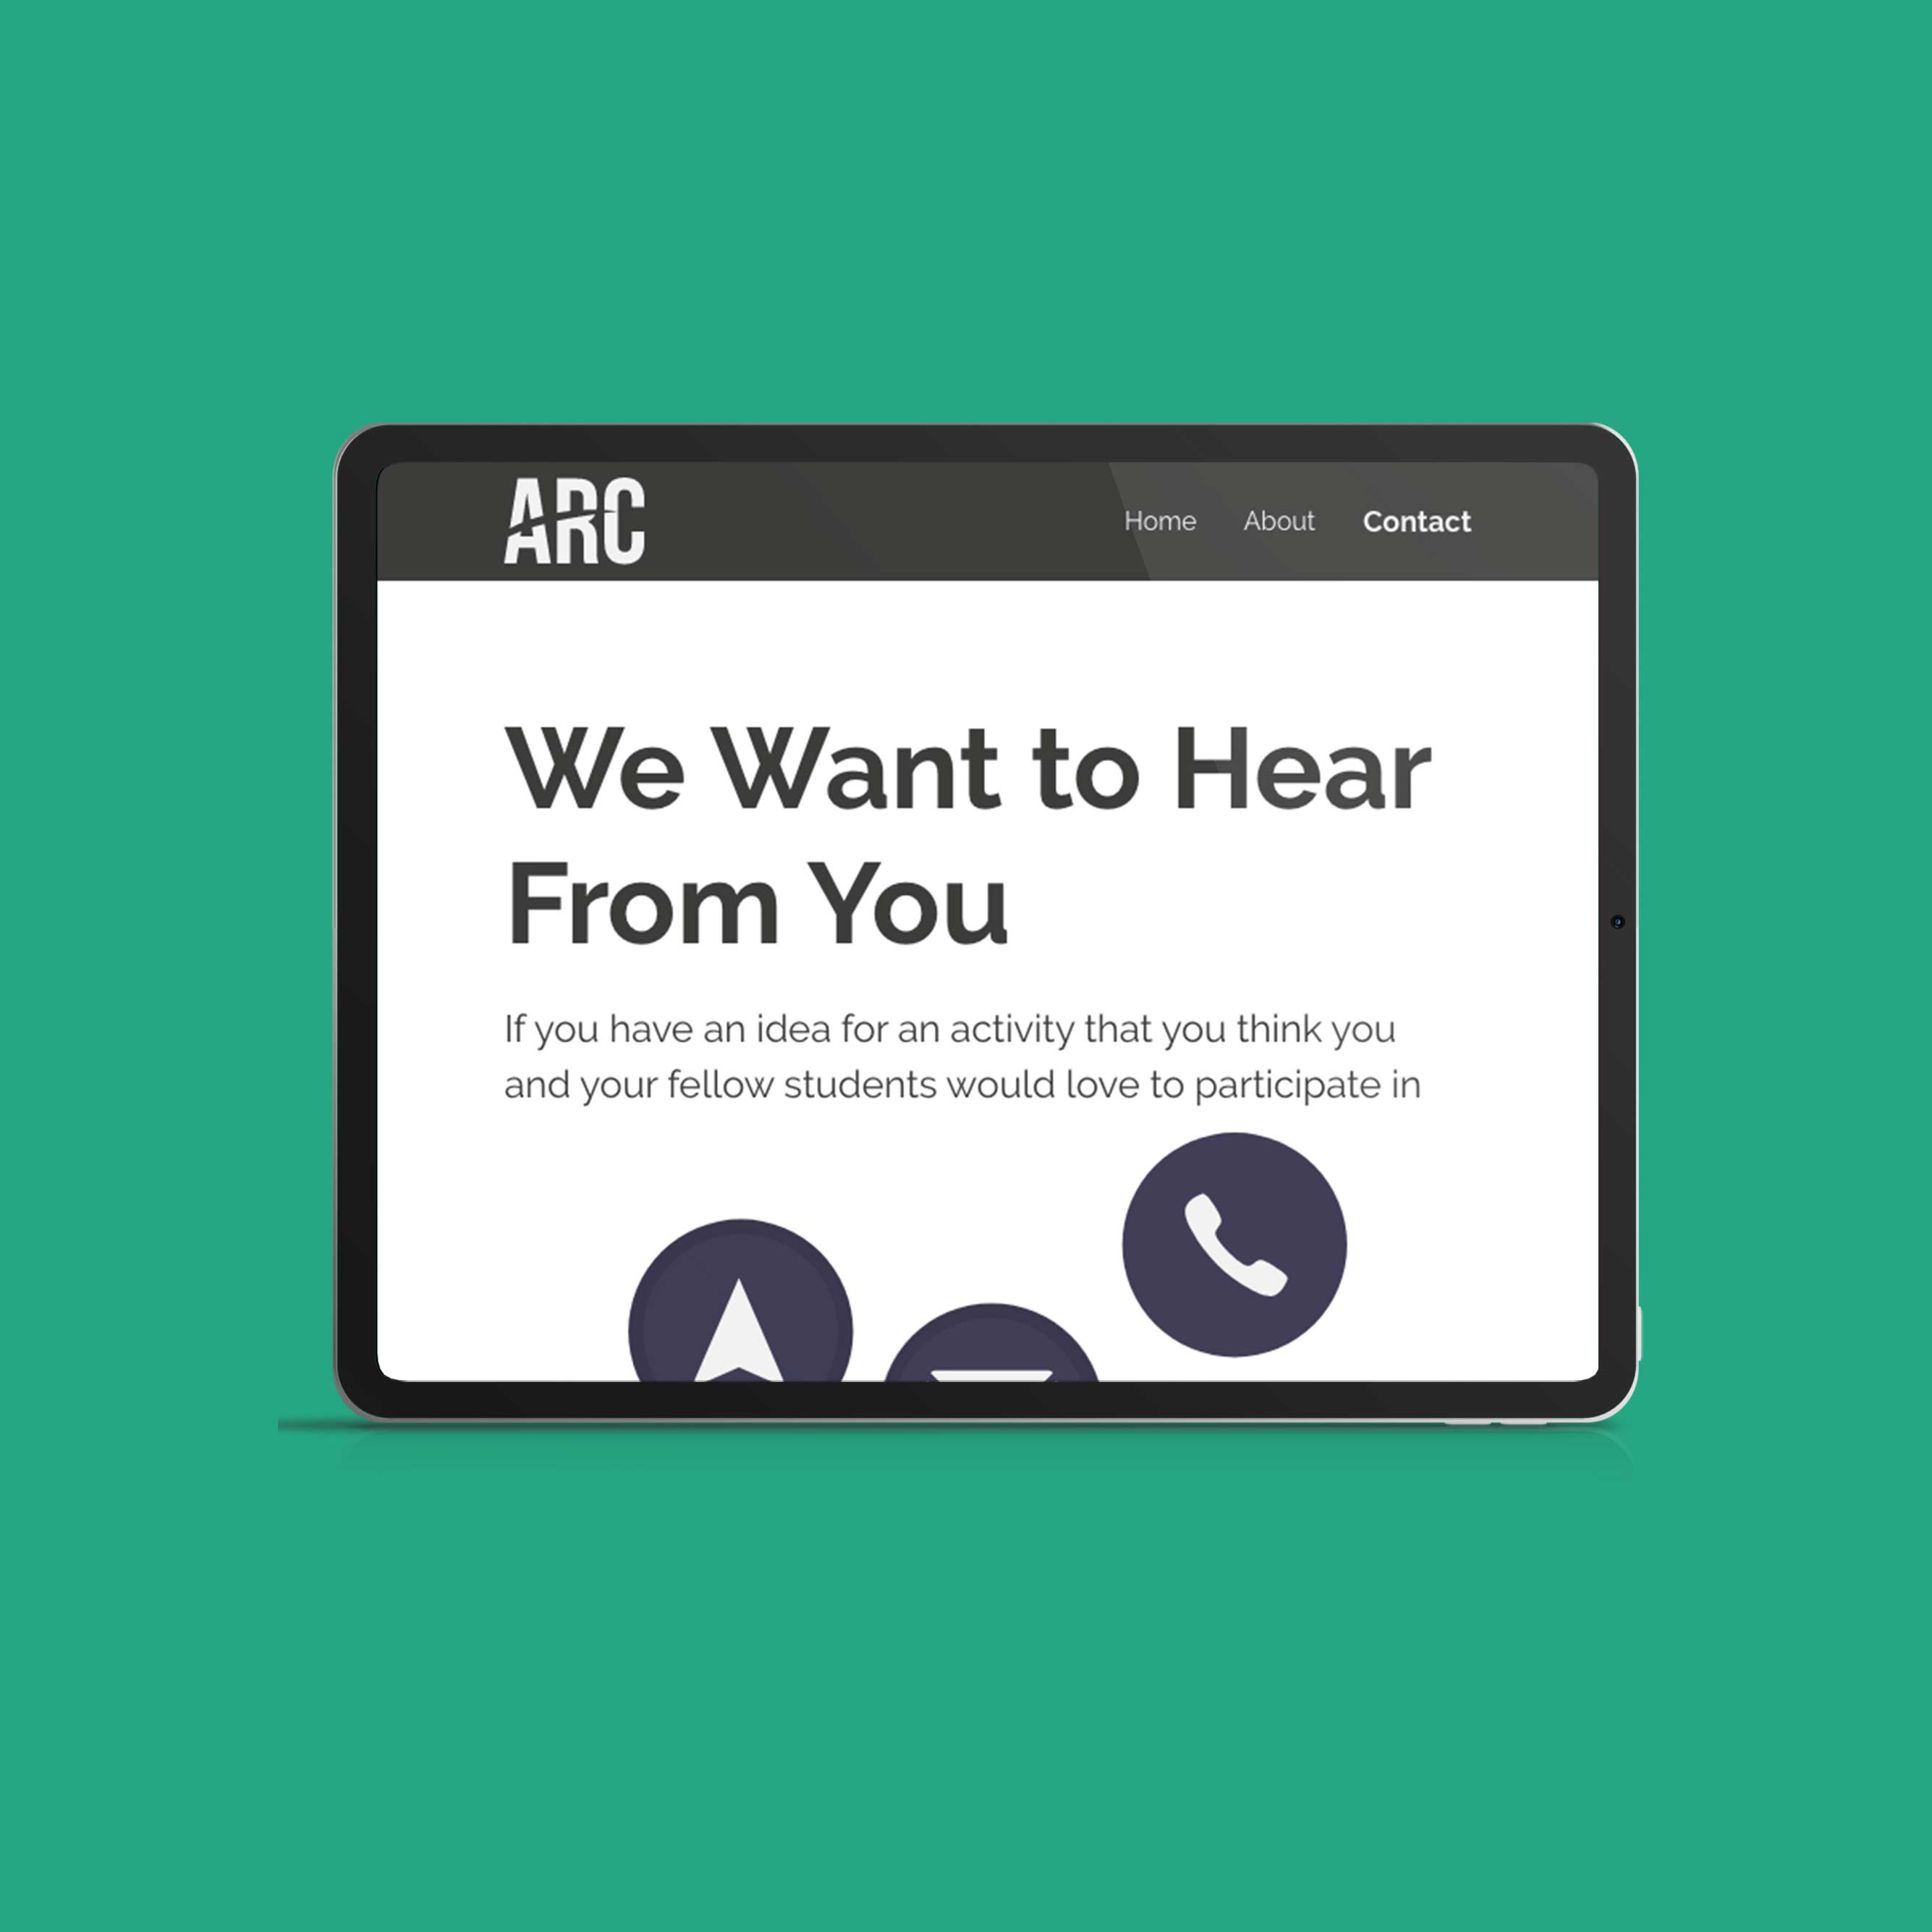 ARC
Home About Contact
We Want to Hear
From You
If you have an idea for an activity that you think you
and your fellow students would love to participate in